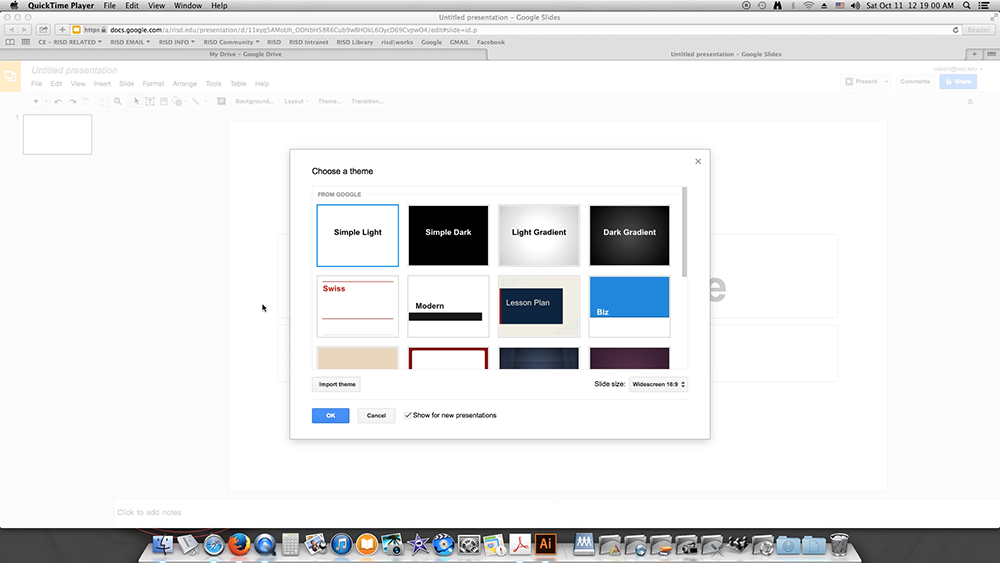 QuickTime Player File Edit View Window Help Sat Oct 11 12 19 00 AM
Untitled presentation – Google Slides
https docs.google.com/a/risd.edu/presentation/d/ Reader
CE – RISD RELATED RISD EMAIL RISD INFO RISD Community RISD RISD Intranet RISD Library risd|works Google GMAIL Facebook
My Drive – Google Drive Untitled presentation – Google Slides
Untitled presentation
File Edit View Insert Slide Format Arrange Tools Table Help Present Comments Share
Background... Layout Theme... Transition...
1
Choose a theme
FROM GOOGLE
Simple Light Simple Dark Light Gradient Dark Gradient
Swiss Modern Lesson Plan Biz
Import theme Slide size: Widescreen 16:9
OK Cancel Show for new presentations
Click to add notes
Ai